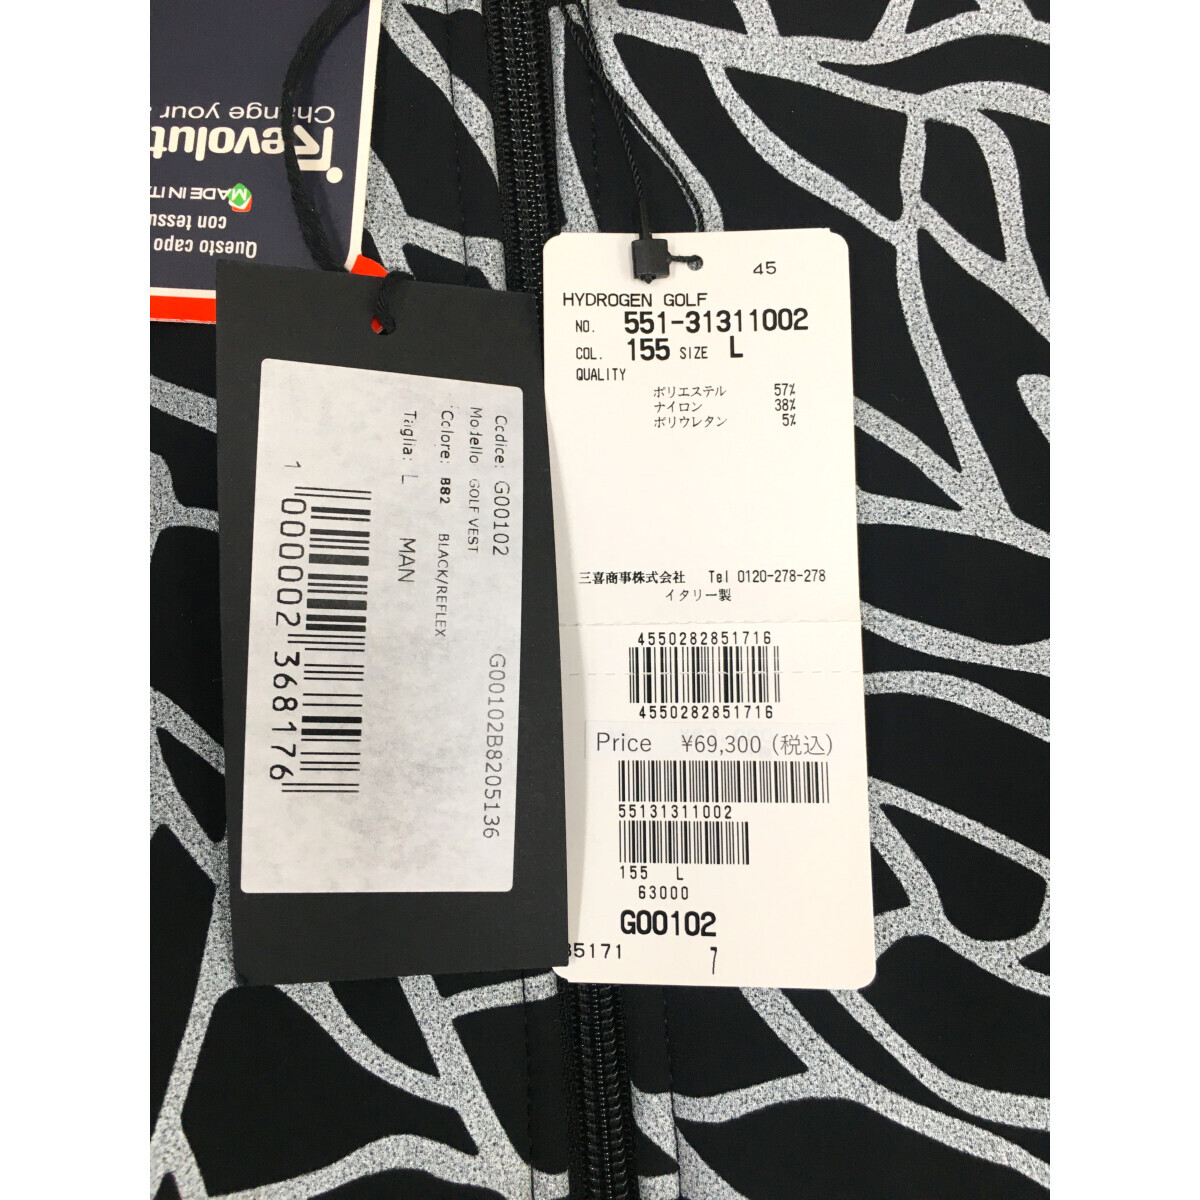 Change your
Revolut
MADE IN ITA
con tessu
Questo capo
Codice: G00102 G00102B8205136
Modello GOLF VEST
Colore: B82 BLACK/REFLEX
Taglia: L MAN
1 000002 368176
45
HYDROGEN GOLF
NO. 551-31311002
COL. 155 SIZE L
QUALITY
ポリエステル 57%
ナイロン 38%
ポリウレタン 5%
三喜商事株式会社 Tel 0120-278-278
イタリー製
4550282851716
4550282851716
Price ¥69,300 (税込)
55131311002
155 L
63000
G00102
35171 7